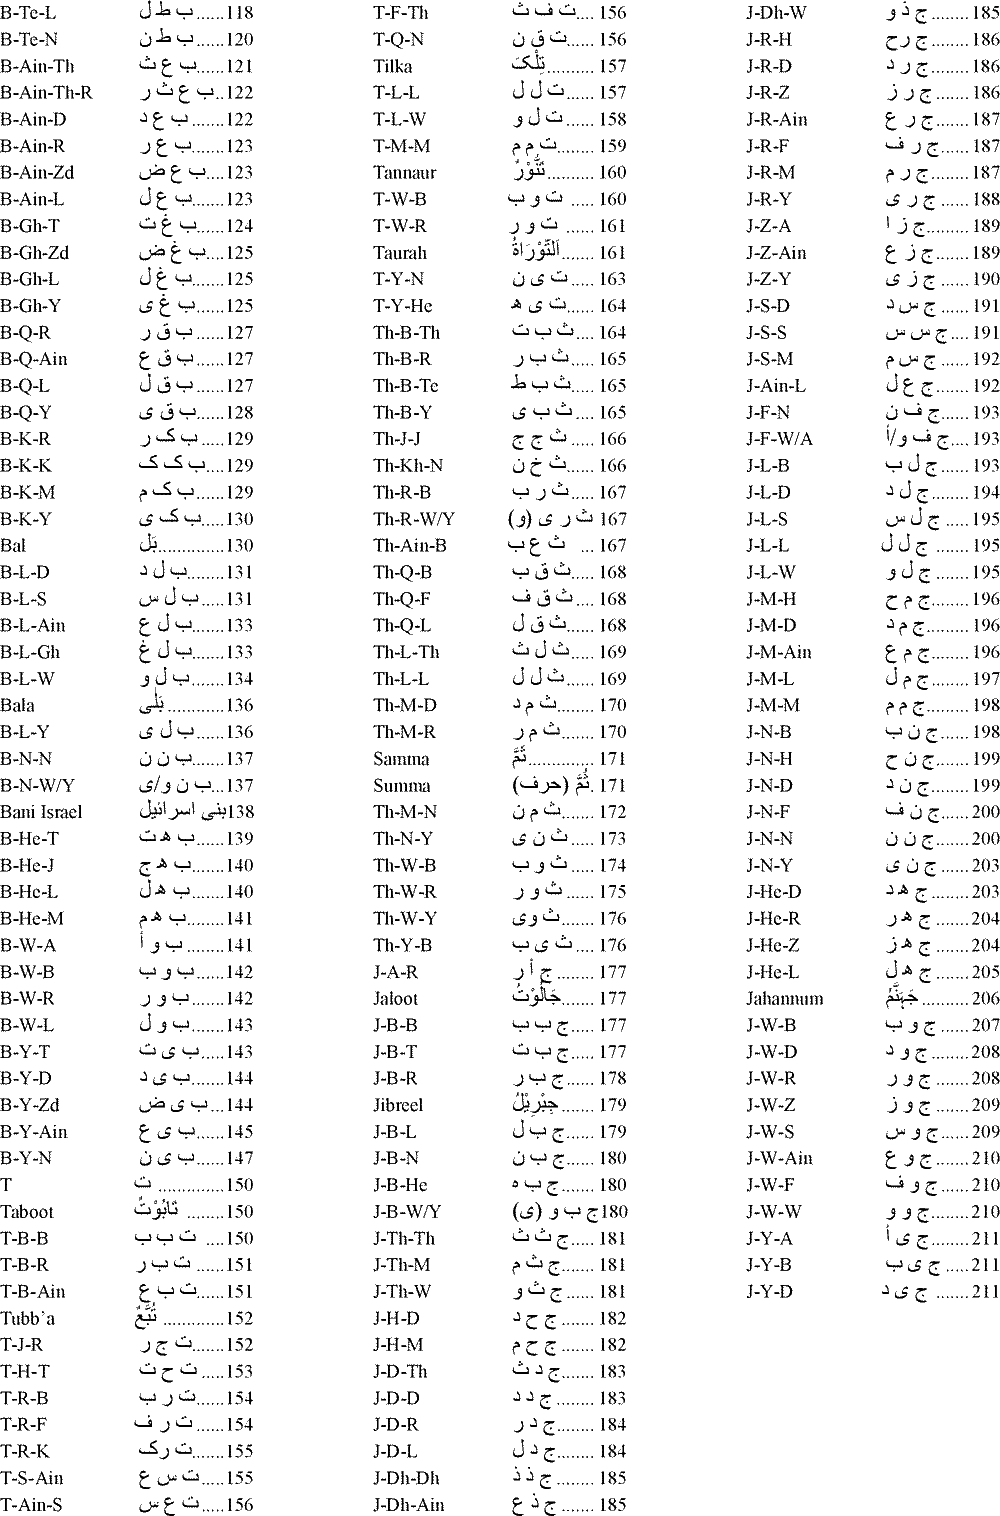 B-Te-L ب ط ل.......118
B-Te-N ب ط ن......120
B-Ain-Th ب ع ث......121
B-Ain-Th-R ب ع ث ر..122
B-Ain-D ب ع د.......122
B-Ain-R ب ع ر.......123
B-Ain-Zd ب ع ض....123
B-Ain-L ب ع ل.......123
B-Gh-T ب غ ت......124
B-Gh-Zd ب غ ض....125
B-Gh-L ب غ ل.......125
B-Gh-Y ب غ ی......125
B-Q-R ب ق ر.......127
B-Q-Ain ب ق ع......127
B-Q-L ب ق ل.......127
B-Q-Y ب ق ی......128
B-K-R ب ک ر......129
B-K-K ب ک ک.....129
B-K-M ب ک م......129
B-K-Y ب ک ی.....130
Bal بَل..............130
B-L-D ب ل د.......131
B-L-S ب ل س......131
B-L-Ain ب ل ع.......133
B-L-Gh ب ل غ.......133
B-L-W ب ل و.......134
Bala بَلٰی............136
B-L-Y ب ل ی.......136
B-N-N ب ن ن.......137
B-N-W/Y ب ن و/ی...137
Bani Israel بنی اسرائیل138
B-He-T ب ھ ت......139
B-He-J ب ھ ج.......140
B-He-L ب ھ ل.......140
B-He-M ب ھ م.......141
B-W-A ب و أ........141
B-W-B ب و ب......142
B-W-R ب و ر.......142
B-W-L ب و ل.......143
B-Y-T ب ی ت.....143
B-Y-D ب ی د.......144
B-Y-Zd ب ی ض...144
B-Y-Ain ب ی ع......145
B-Y-N ب ی ن......147
T ت ..............150
Taboot تَابُوْتٌ ........150
T-B-B ت ب ب .....150
T-B-R ت ب ر ......151
T-B-Ain ت ب ع ......151
Tubb'a تُبَّعٌ .............152
T-J-R ت ج ر.......152
T-H-T ت ح ت .....153
T-R-B ت ر ب......154
T-R-F ت ر ف......154
T-R-K ت ر ک......155
T-S-Ain ت س ع.....155
T-Ain-S ت ع س.....156
T-F-Th ت ف ث.... 156
T-Q-N ت ق ن...... 156
Tilka تِلْکَ........... 157
T-L-L ت ل ل...... 157
T-L-W ت ل و ...... 158
T-M-M ت م م....... 159
Tannaur تَنُّوْرٌ........... 160
T-W-B ت و ب ..... 160
T-W-R ت و ر ...... 161
Taurah اَلتَّوْرَاةُ....... 161
T-Y-N ت ی ن..... 163
T-Y-He ت ی ھ ..... 164
Th-B-Th ث ب ت..... 164
Th-B-R ث ب ر...... 165
Th-B-Te ث ب ط..... 165
Th-B-Y ث ب ی..... 165
Th-J-J ث ج ج...... 166
Th-Kh-N ث خ ن...... 166
Th-R-B ث ر ب..... 167
Th-R-W/Y ث ر ی (و) 167
Th-Ain-B ث ع ب ... 167
Th-Q-B ث ق ب..... 168
Th-Q-F ث ق ف.... 168
Th-Q-L ث ق ل...... 168
Th-L-Th ث ل ث..... 169
Th-L-L ث ل ل...... 169
Th-M-D ث م د........ 170
Th-M-R ث م ر....... 170
Samma ثَمَّ.............. 171
Summa ثُمَّ (حرف). 171
Th-M-N ث م ن...... 172
Th-N-Y ث ن ی..... 173
Th-W-B ث و ب...... 174
Th-W-R ث و ر....... 175
Th-W-Y ث وی....... 176
Th-Y-B ث ی ب..... 176
J-A-R ج أ ر........ 177
Jaloot جَالُوْتُ ........ 177
J-B-B ج ب ب...... 177
J-B-T ج ب ت..... 177
J-B-R ج ب ر....... 178
Jibreel جِبْرِیْلُ ....... 179
J-B-L ج ب ل...... 179
J-B-N ج ب ن...... 180
J-B-He ج ب ہ....... 180
J-B-W/Y ج ب و (ی)180
J-Th-Th ج ث ث..... 181
J-Th-M ج ث م....... 181
J-Th-W ج ث و....... 181
J-H-D ج ح د....... 182
J-H-M ج ح م....... 182
J-D-Th ج د ث....... 183
J-D-D ج د د........ 183
J-D-R ج د ر........ 184
J-D-L ج د ل........ 184
J-Dh-Dh ج ذ ذ........ 185
J-Dh-Ain ج ذ ع ....... 185
J-Dh-W ج ذ و........ 185
J-R-H ج ر ح........ 186
J-R-D ج ر د......... 186
J-R-Z ج ر ز........ 186
J-R-Ain ج ر ع........ 187
J-R-F ج ر ف....... 187
J-R-M ج ر م........ 187
J-R-Y ج ر ی....... 188
J-Z-A ج ز ا......... 189
J-Z-Ain ج ز ع........ 189
J-Z-Y ج ز ی....... 190
J-S-D ج س د...... 191
J-S-S ج س س.... 191
J-S-M ج س م...... 192
J-Ain-L ج ع ل....... 192
J-F-N ج ف ن..... 193
J-F-W/A ج ف و/أ.... 193
J-L-B ج ل ب...... 193
J-L-D ج ل د....... 194
J-L-S ج ل س..... 195
J-L-L ج ل ل ...... 195
J-L-W ج ل و....... 195
J-M-H ج م ح....... 196
J-M-D ج م د......... 196
J-M-Ain ج م ع....... 196
J-M-L ج م ل....... 197
J-M-M ج م م........ 198
J-N-B ج ن ب..... 198
J-N-H ج ن ح...... 199
J-N-D ج ن د....... 199
J-N-F ج ن ف..... 200
J-N-N ج ن ن...... 200
J-N-Y ج ن ی...... 203
J-He-D ج ھ د....... 203
J-He-R ج ھ ر....... 204
J-He-Z ج ھ ز....... 204
J-He-L ج ھ ل ...... 205
Jahannum جَہَنَّمُ.......... 206
J-W-B ج و ب...... 207
J-W-D ج و د........ 208
J-W-R ج و ر........ 208
J-W-Z ج و ز........ 209
J-W-S ج و س...... 209
J-W-Ain ج و ع....... 210
J-W-F ج و ف...... 210
J-W-W ج و و........ 210
J-Y-A ج ی أ........ 211
J-Y-B ج ی ب..... 211
J-Y-D ج ی د ...... 211